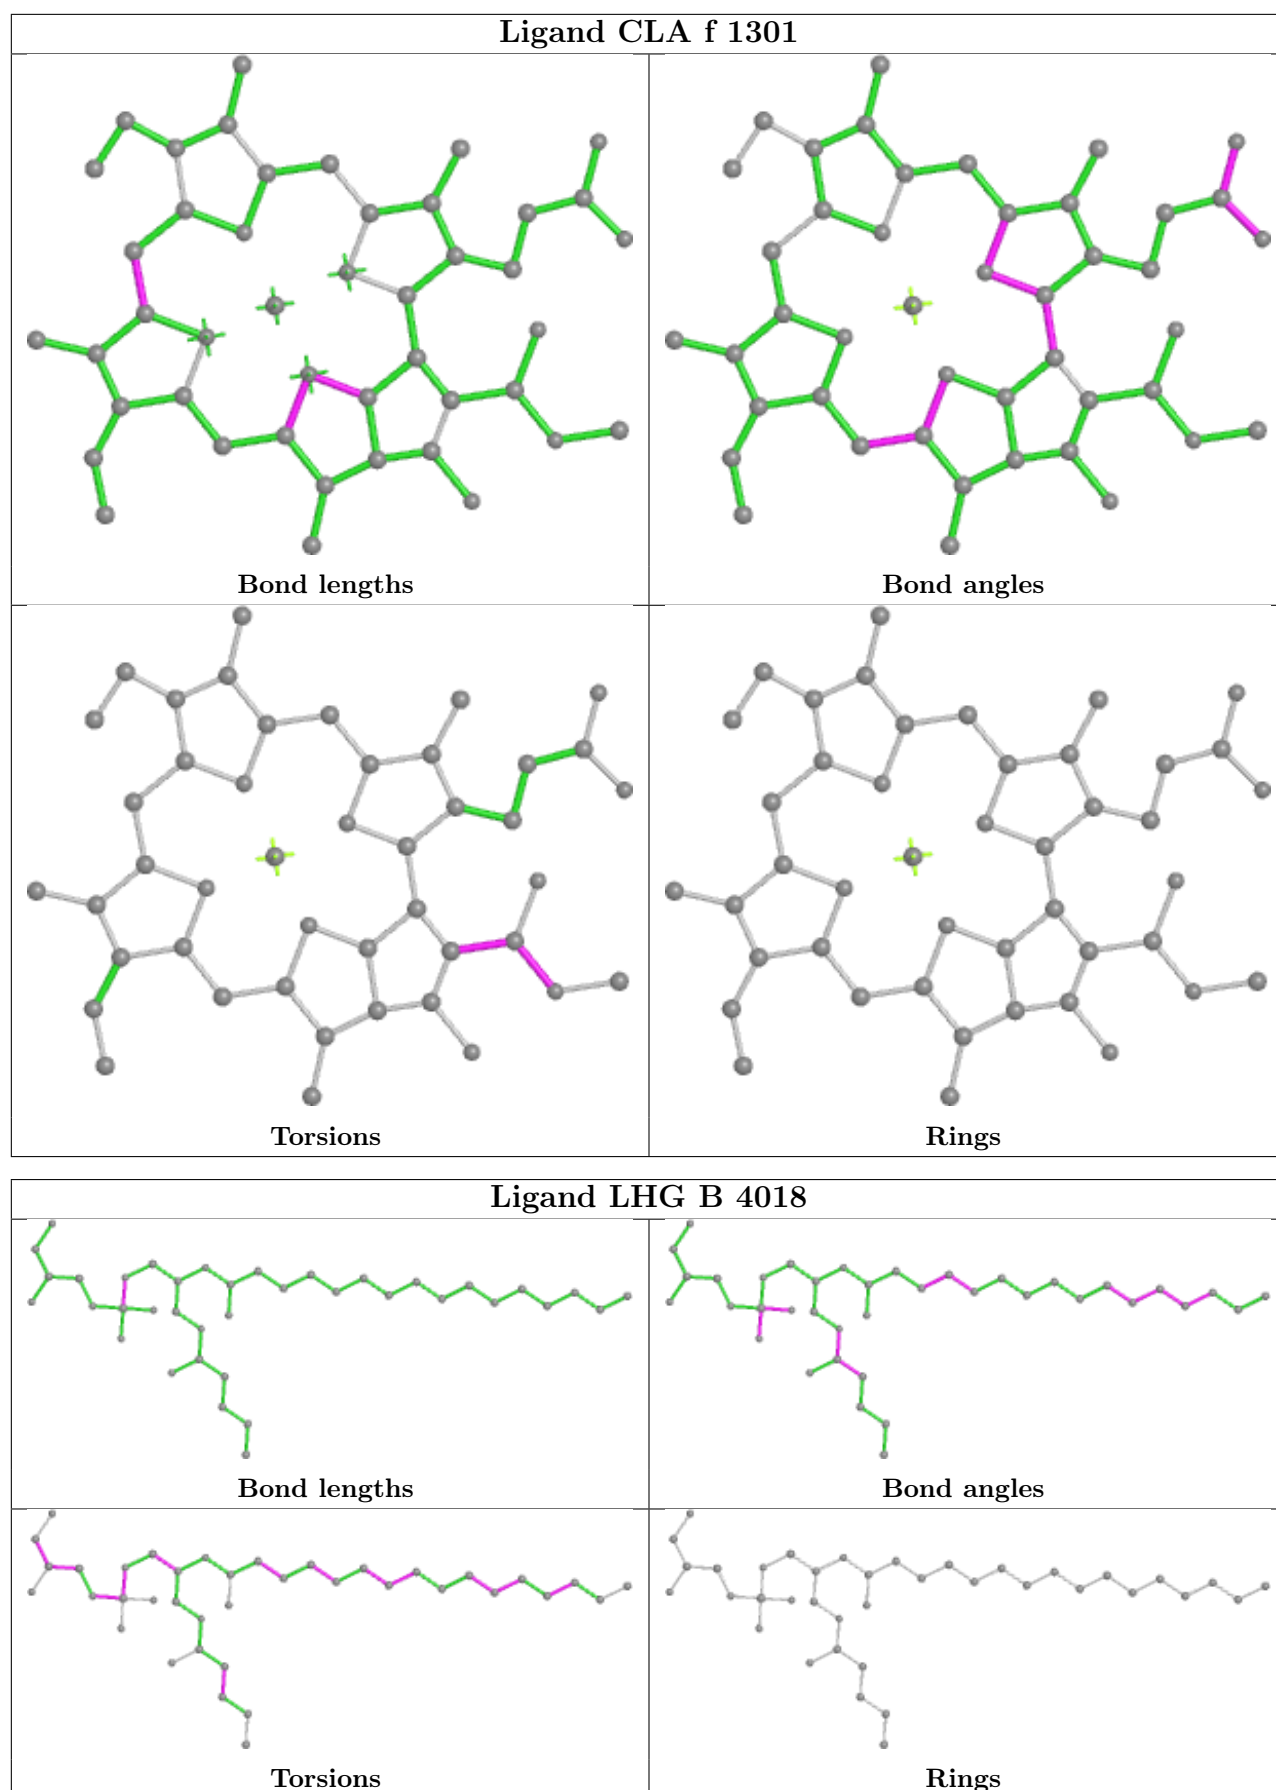 Ligand CLA f 1301
Bond lengths
Bond angles
Torsions
Rings
Ligand LHG B 4018
Bond lengths
Bond angles
Torsions
Rings